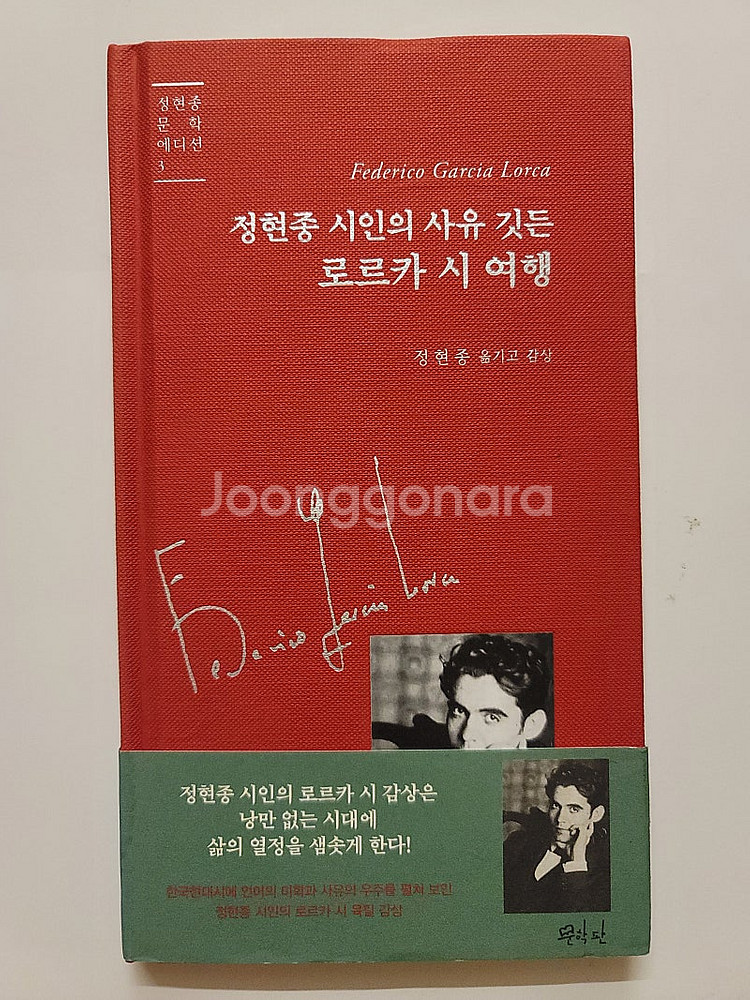 정현종
문학
에디션
3
Federico García Lorca
정현종 시인의 사유 깃든
로르카 시 여행
정현종 옮기고 감상
Joonggonara
Federico García Lorca
정현종 시인의 로르카 시 감상은
낭만 없는 시대에
삶의 열정을 샘솟게 한다!
한국현대시에 언어의 미학과 사유의 우주를 펼쳐 보인
정현종 시인의 로르카 시 육필 감상
문학판